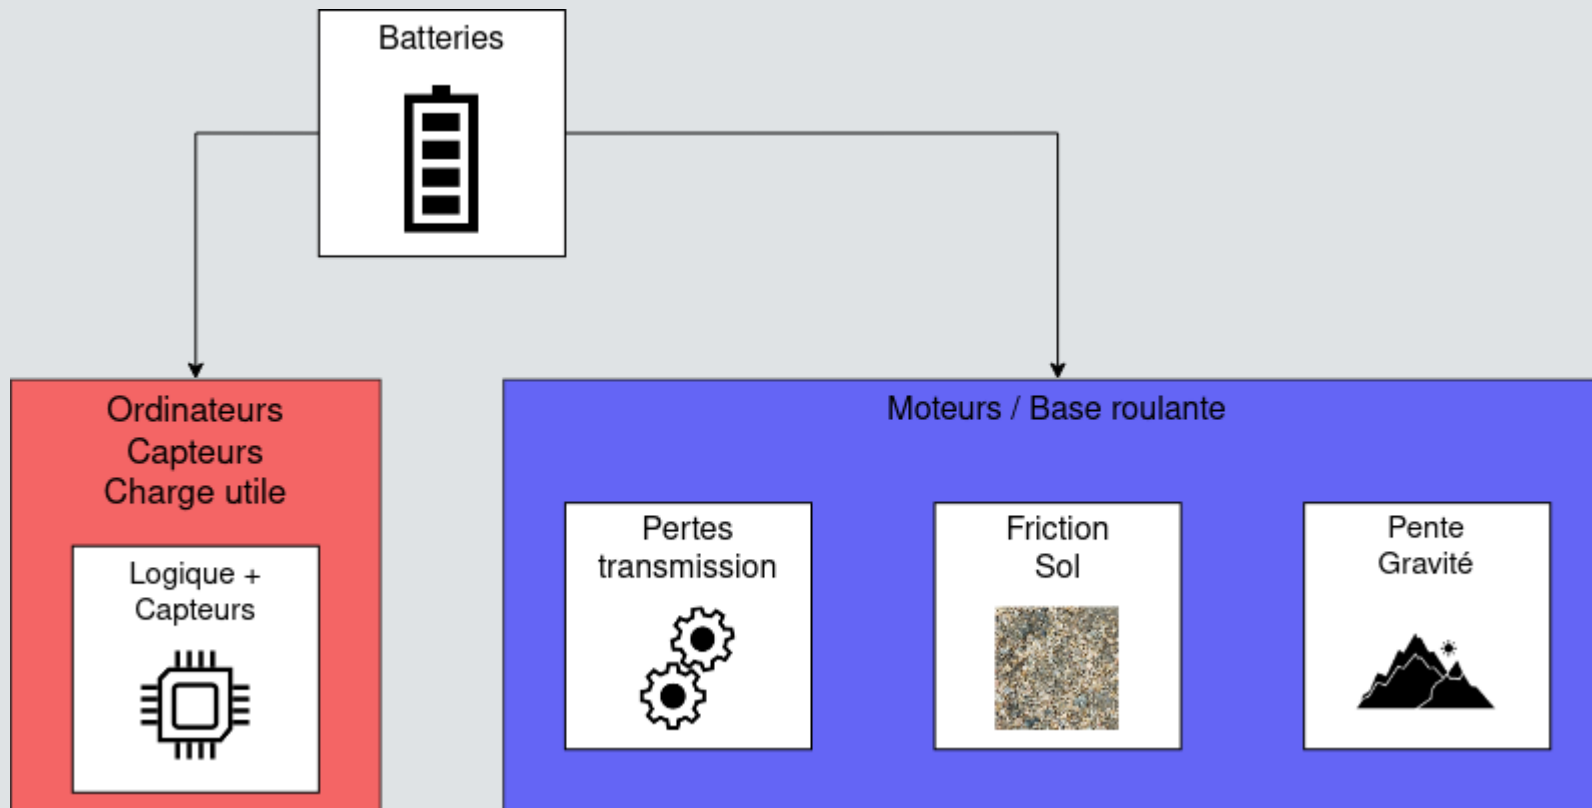 Batteries
Ordinateurs
Capteurs
Charge utile
Logique +
Capteurs
Moteurs / Base roulante
Pertes
transmission
Friction
Sol
Pente
Gravité